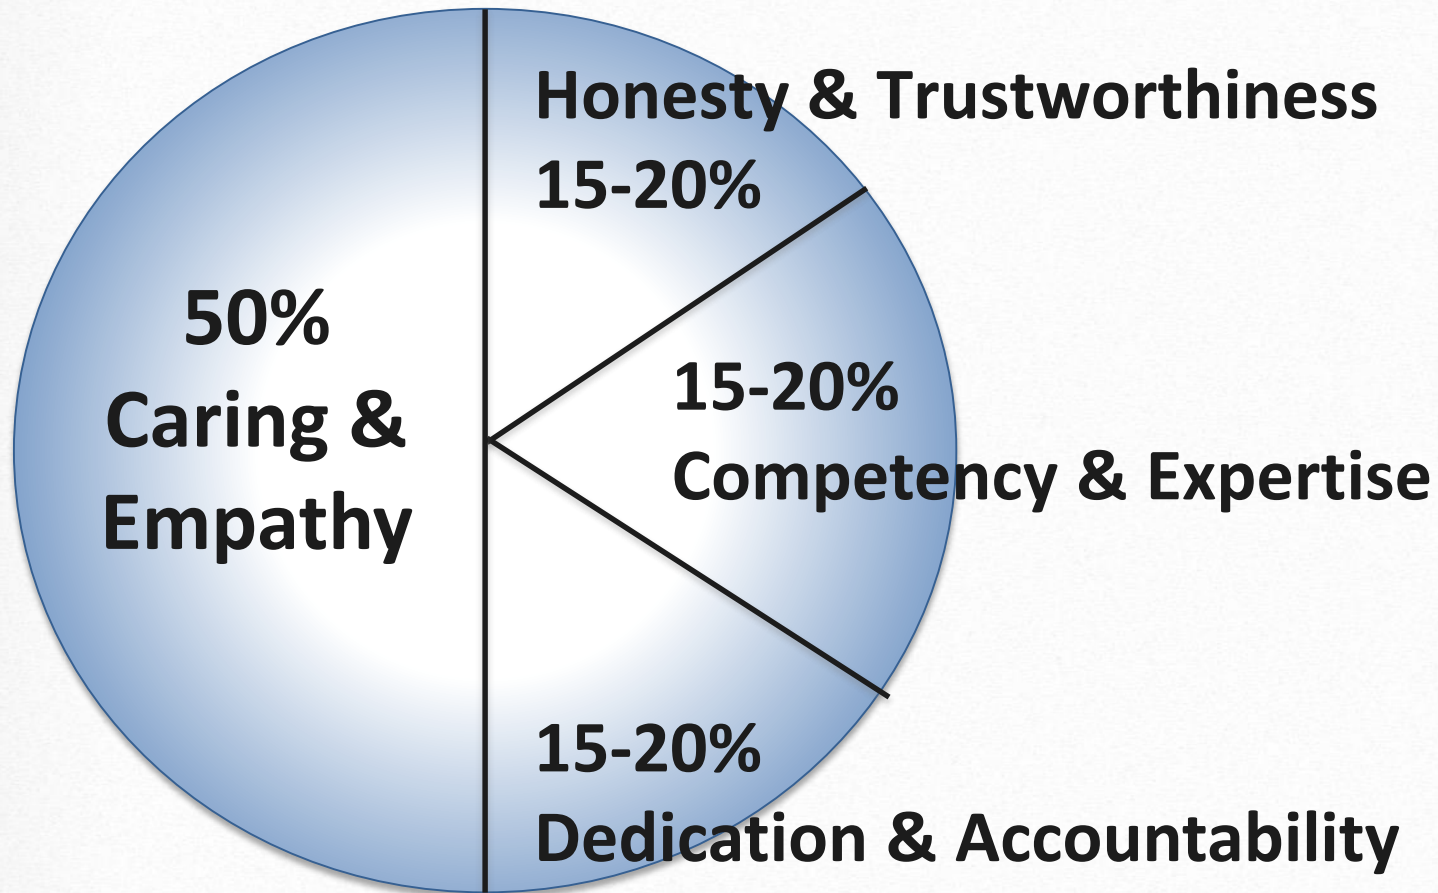 Honesty & Trustworthiness
15-20%
50%
Caring &
Empathy
15-20%
Competency & Expertise
15-20%
Dedication & Accountability